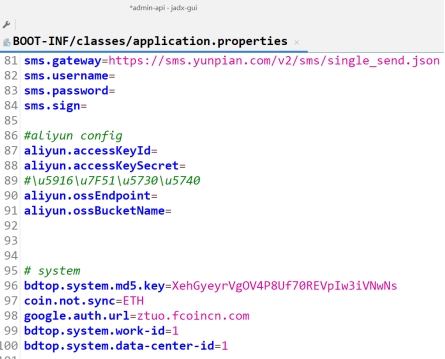 *admin-api - jadx-gui
BOOT-INF/classes/application.properties ×
81 sms.gateway=https://sms.yunpian.com/v2/sms/single_send.json
82 sms.username=
83 sms.password=
84 sms.sign=
85
86 #aliyun config
87 aliyun.accessKeyId=
88 aliyun.accessKeySecret=
89 #\u5916\u7F51\u5730\u5740
90 aliyun.ossEndpoint=
91 aliyun.ossBucketName=
92
93
94
95 # system
96 bdtop.system.md5.key=XehGyeyrVgOV4P8Uf70REVpIw3iVNwNs
97 coin.not.sync=ETH
98 google.auth.url=ztuo.fcoincn.com
99 bdtop.system.work-id=1
100 bdtop.system.data-center-id=1